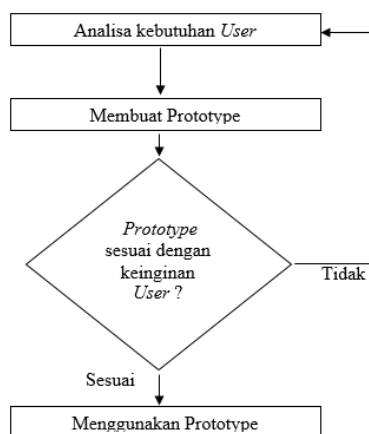 Analisa kebutuhan User
Membuat Prototype
Prototype
sesuai dengan
keinginan
User ?
Tidak
Sesuai
Menggunakan Prototype